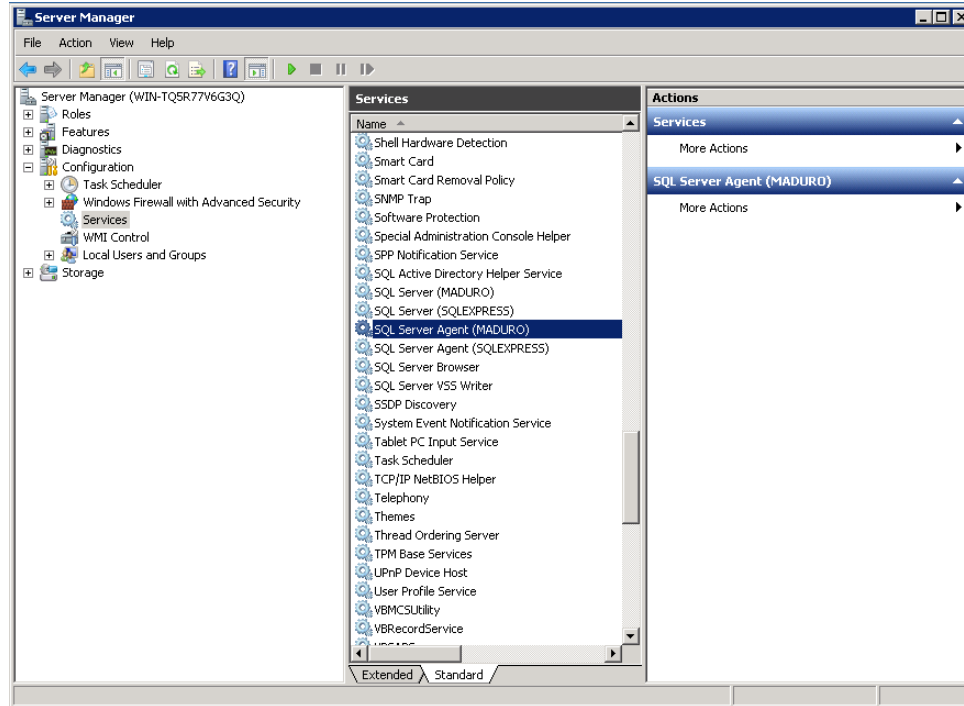 Server Manager
File Action View Help
Server Manager (WIN-TQ5R77V6G3Q)
Roles
Features
Diagnostics
Configuration
Task Scheduler
Windows Firewall with Advanced Security
Services
WMI Control
Local Users and Groups
Storage
Services
Name
Shell Hardware Detection
Smart Card
Smart Card Removal Policy
SNMP Trap
Software Protection
Special Administration Console Helper
SPP Notification Service
SQL Active Directory Helper Service
SQL Server (MADURO)
SQL Server (SQLEXPRESS)
SQL Server Agent (MADURO)
SQL Server Agent (SQLEXPRESS)
SQL Server Browser
SQL Server VSS Writer
SSDP Discovery
System Event Notification Service
Tablet PC Input Service
Task Scheduler
TCP/IP NetBIOS Helper
Telephony
Themes
Thread Ordering Server
TPM Base Services
UPnP Device Host
User Profile Service
VBMCSUtility
VBRecordService
Extended Standard
Actions
Services
More Actions
SQL Server Agent (MADURO)
More Actions